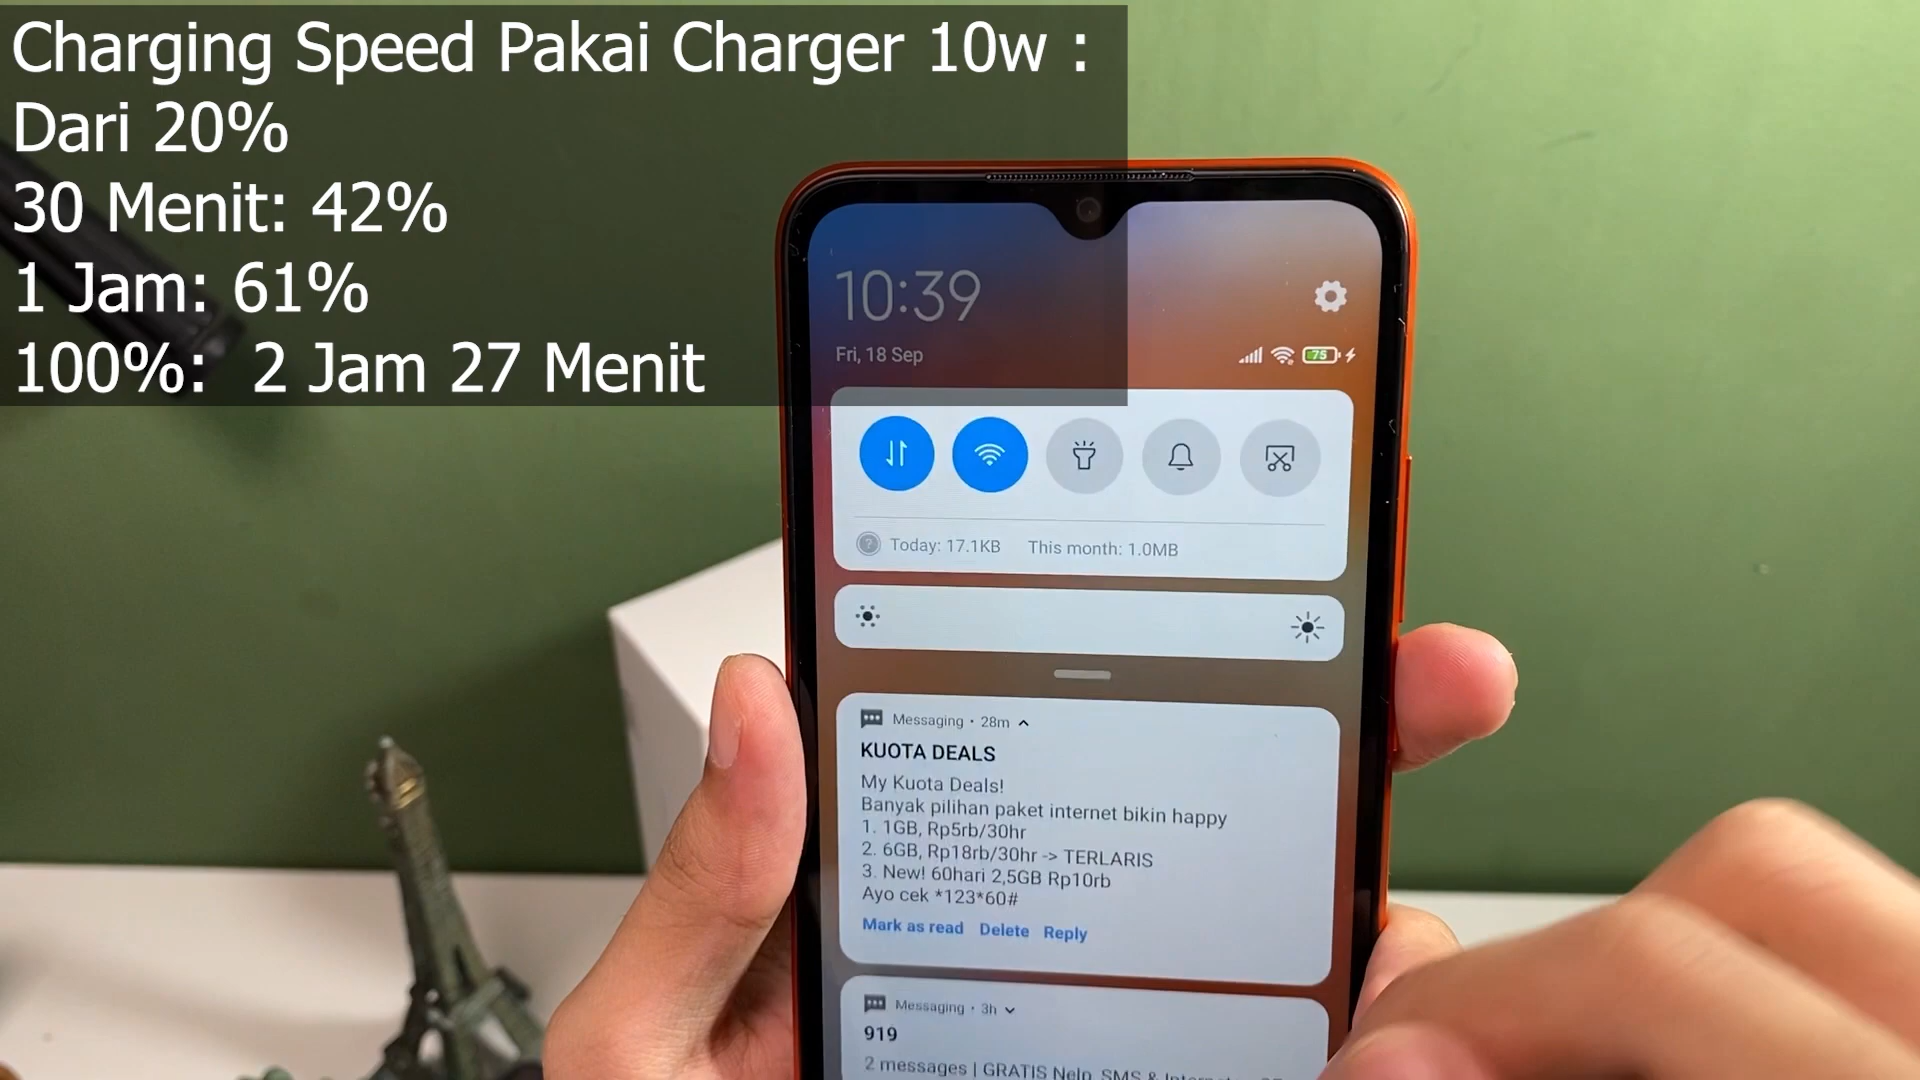 Charging Speed Pakai Charger 10w :
Dari 20%
30 Menit: 42%
1 Jam: 61%
100%: 2 Jam 27 Menit
10:39
Fri, 18 Sep
75
Today: 17.1KB This month: 1.0MB
Messaging · 28m
KUOTA DEALS
My Kuota Deals!
Banyak pilihan paket internet bikin happy
1. 1GB, Rp5rb/30hr
2. 6GB, Rp18rb/30hr -> TERLARIS
3. New! 60hari 2,5GB Rp10rb
Ayo cek *123*60#
Mark as read Delete Reply
Messaging · 3h
919
2 messages | GRATIS Nelp, SMS &